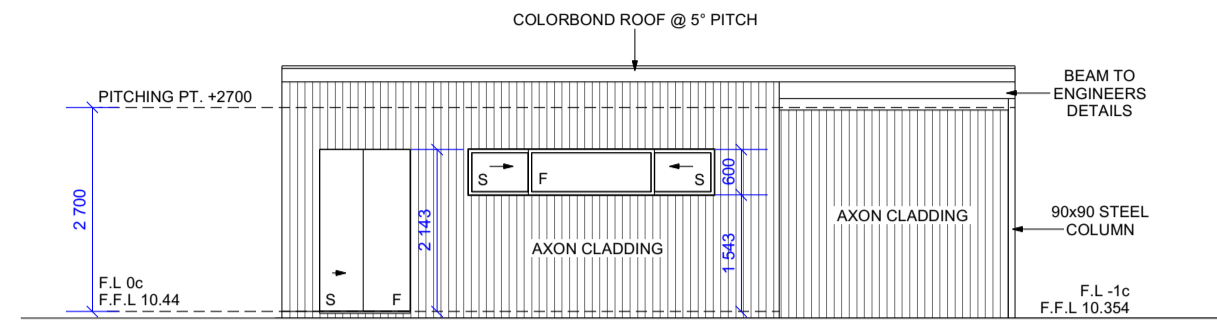 COLORBOND ROOF @ 5° PITCH
BEAM TO
ENGINEERS
DETAILS
PITCHING PT. +2700
2 700
2 143
600
1 543
S
F
S
S
F
AXON CLADDING
AXON CLADDING
90x90 STEEL
COLUMN
F.L 0c
F.F.L 10.44
F.L -1c
F.F.L 10.354